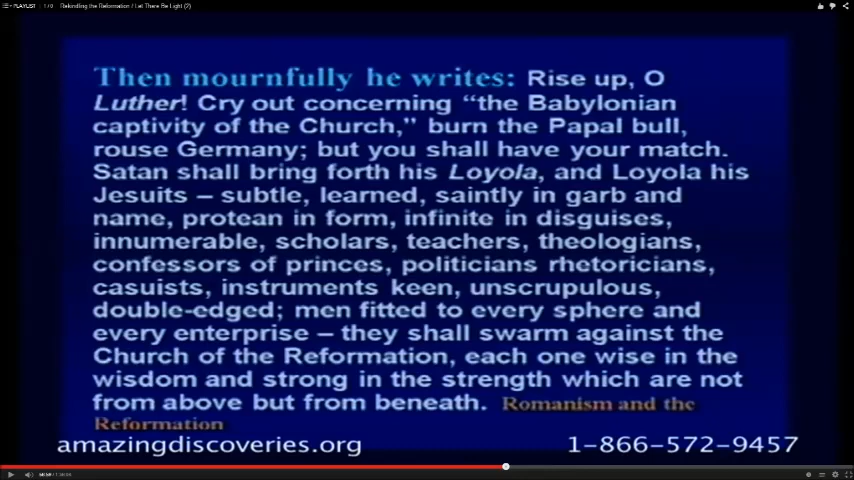 PLAYLIST 1/0 Rekindling the Reformation / Let There Be Light (2)
Then mournfully he writes: Rise up, O
Luther! Cry out concerning “the Babylonian
captivity of the Church,” burn the Papal bull,
rouse Germany; but you shall have your match.
Satan shall bring forth his Loyola, and Loyola his
Jesuits – subtle, learned, saintly in garb and
name, protean in form, infinite in disguises,
innumerable, scholars, teachers, theologians,
confessors of princes, politicians rhetoricians,
casuists, instruments keen, unscrupulous,
double-edged; men fitted to every sphere and
every enterprise – they shall swarm against the
Church of the Reformation, each one wise in the
wisdom and strong in the strength which are not
from above but from beneath. Romanism and the
Reformation
amazingdiscoveries.org 1-866-572-9457